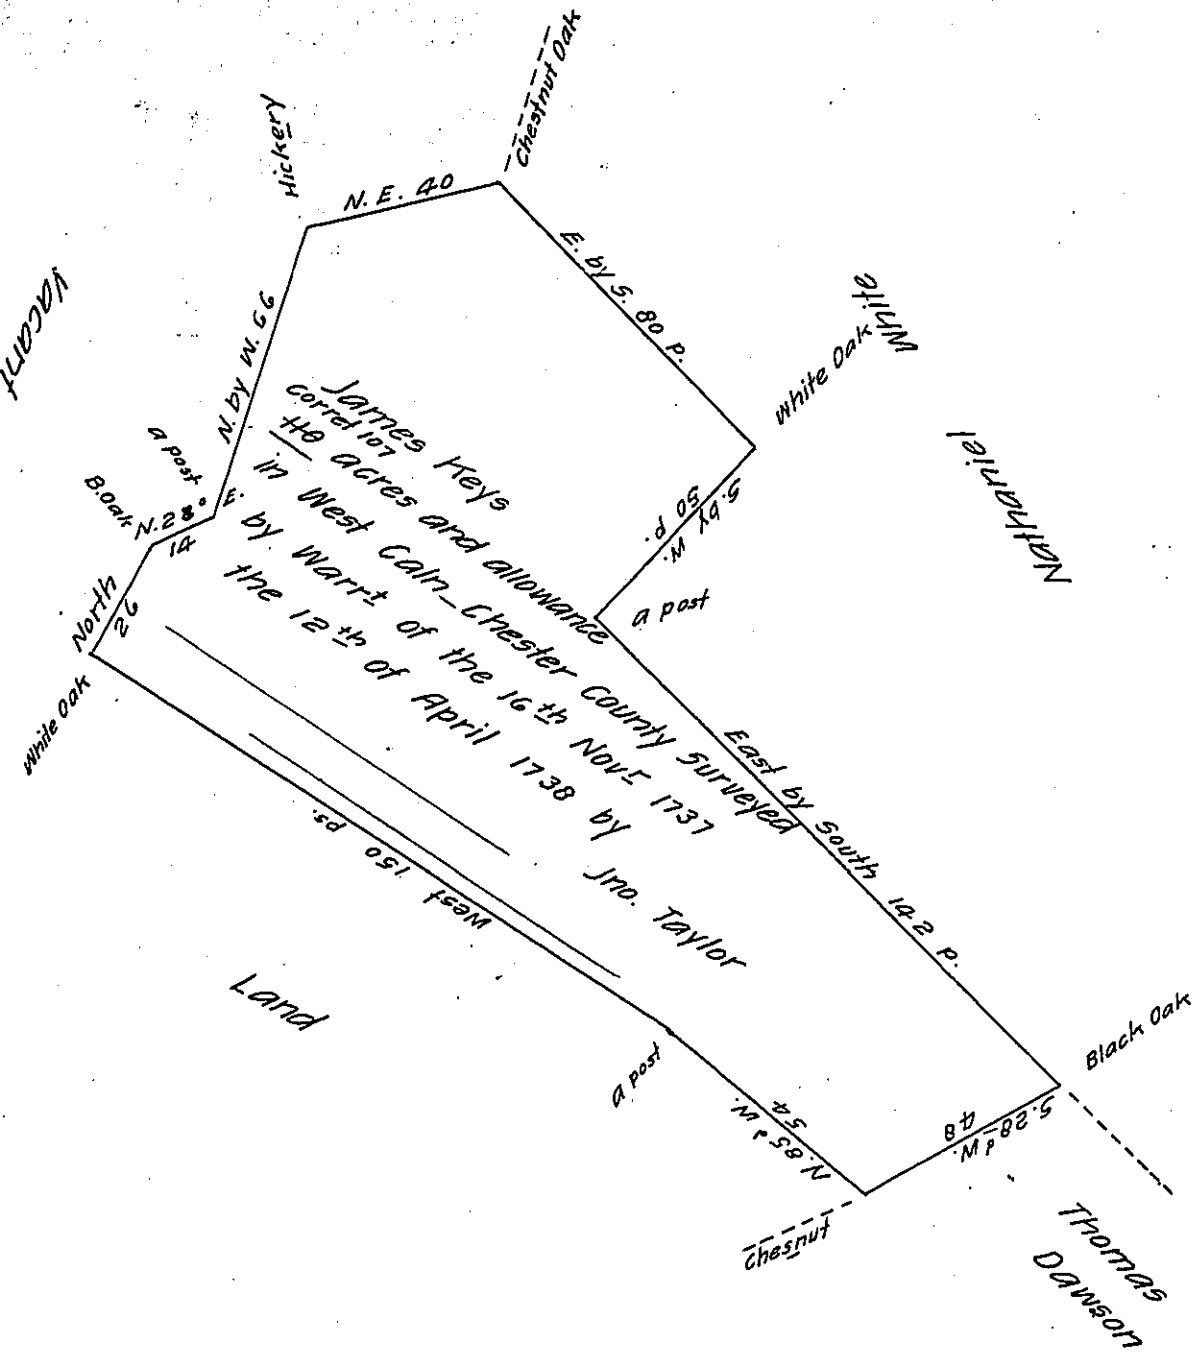 Chestnut Oak
Hickery
N. E. 40
E. by S. 80 p.
White Oak
White
Nathaniel
Vacant
N. by W. 66
a post
B.Oak
N. 28° E.
14
North
26
White Oak
James Keys
Correl 107
110 acres and allowance
in West Caln_Chester County Surveyed
by Warrt of the 16th Novr 1737
the 12th of April 1738 by
Jno. Taylor
S. by W.
50 p.
a post
East by South 142 p.
West 150 ps.
Land
a post
N. 85 d W.
54
Chesnut
S. 28 d W.
48
Black Oak
Thomas
Dawson